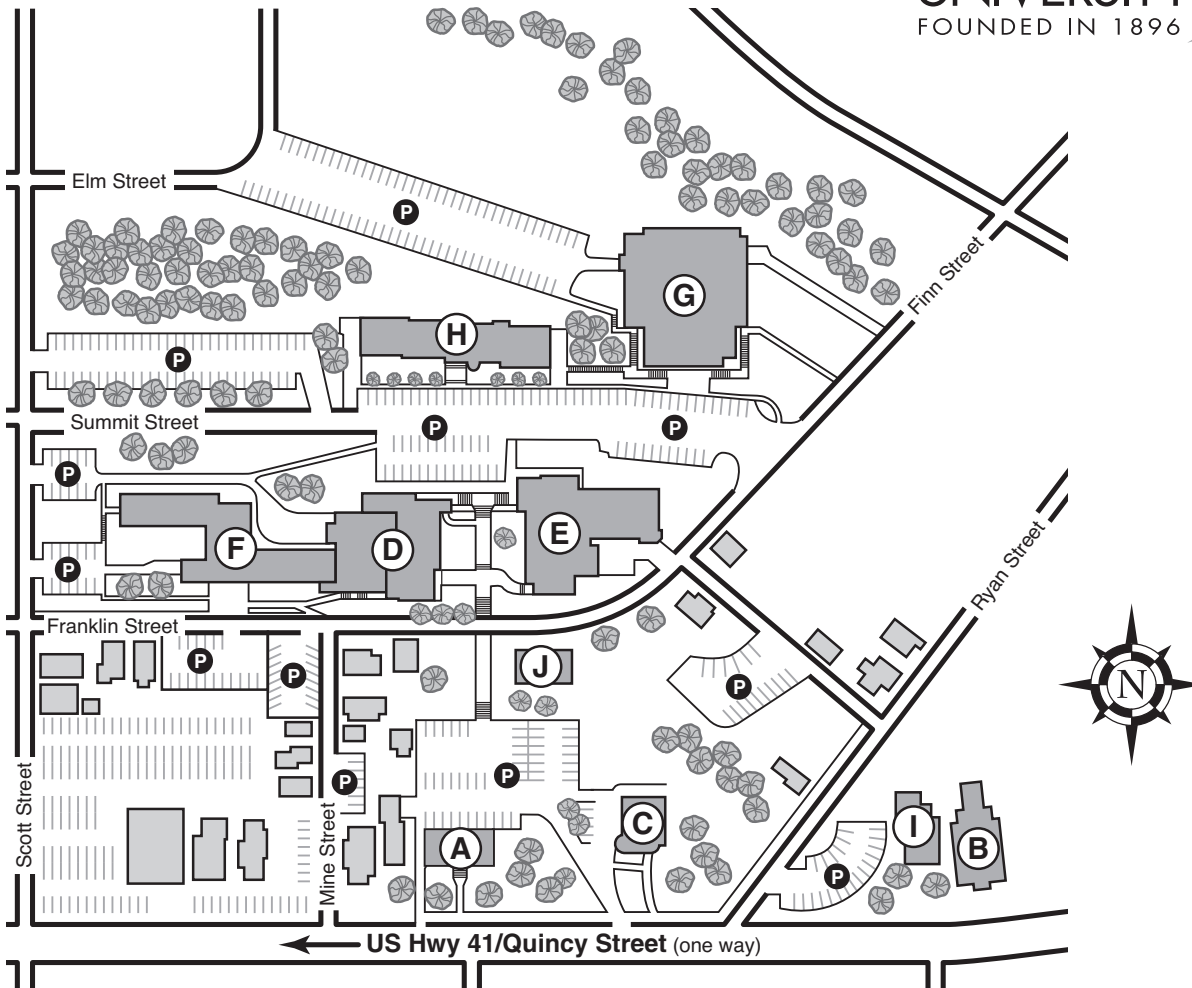 UNIVERSITY
FOUNDED IN 1896
Elm Street
P
Finn Street
G
H
P
Summit Street
P
P
P
Ryan Street
F
D
E
P
Franklin Street
J
P
P
P
N
Scott Street
Mine Street
P
P
A
C
I
B
P
US Hwy 41/Quincy Street (one way)